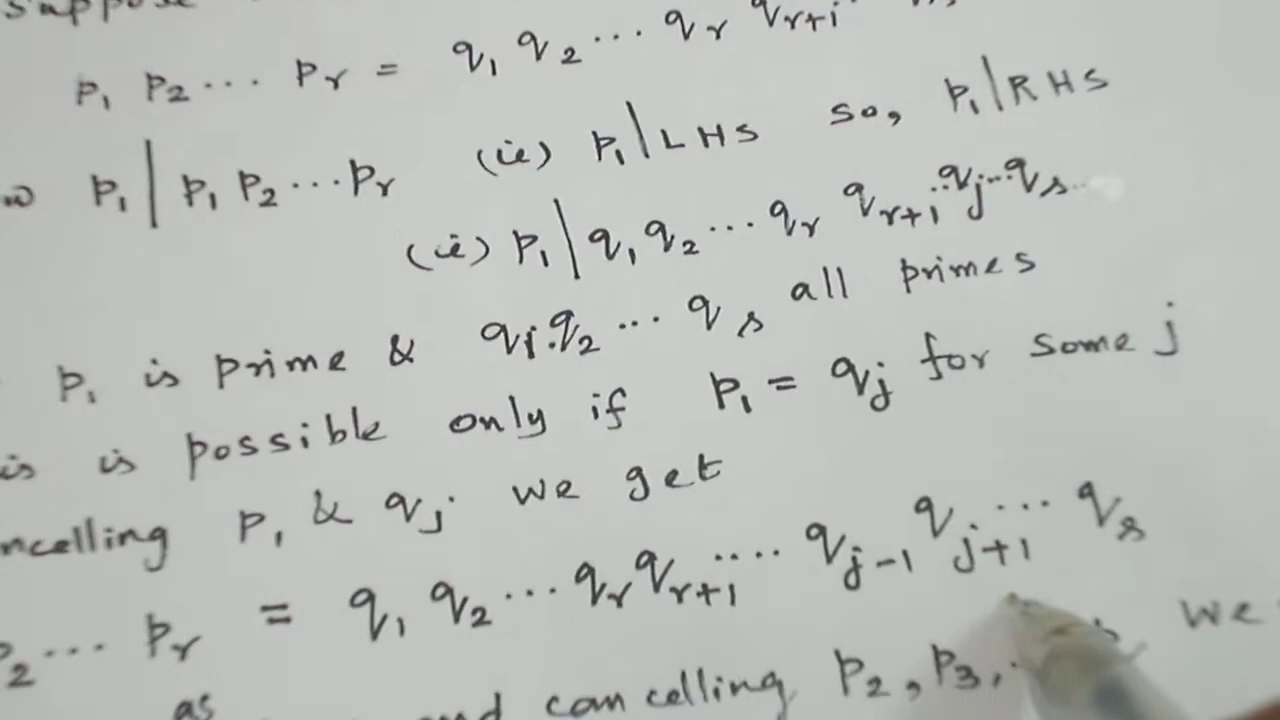 suppose
p₁ p₂ ... pᵣ = q₁ q₂ ... qᵣ qᵣ₊₁
p₁ | p₁ p₂ ... pᵣ (ie) p₁ | LHS so, p₁ | RHS
(ie) p₁ | q₁ q₂ ... qᵣ qᵣ₊₁ ... qⱼ ... qₛ
p₁ is prime & q₁ . q₂ ... qₛ all primes
is is possible only if p₁ = qⱼ for some j
ncelling p₁ & qⱼ we get
p₂ ... pᵣ = q₁ q₂ ... qᵣ qᵣ₊₁ .... qⱼ₋₁ qⱼ₊₁ ... qₛ
as cancelling p₂, p₃, . we